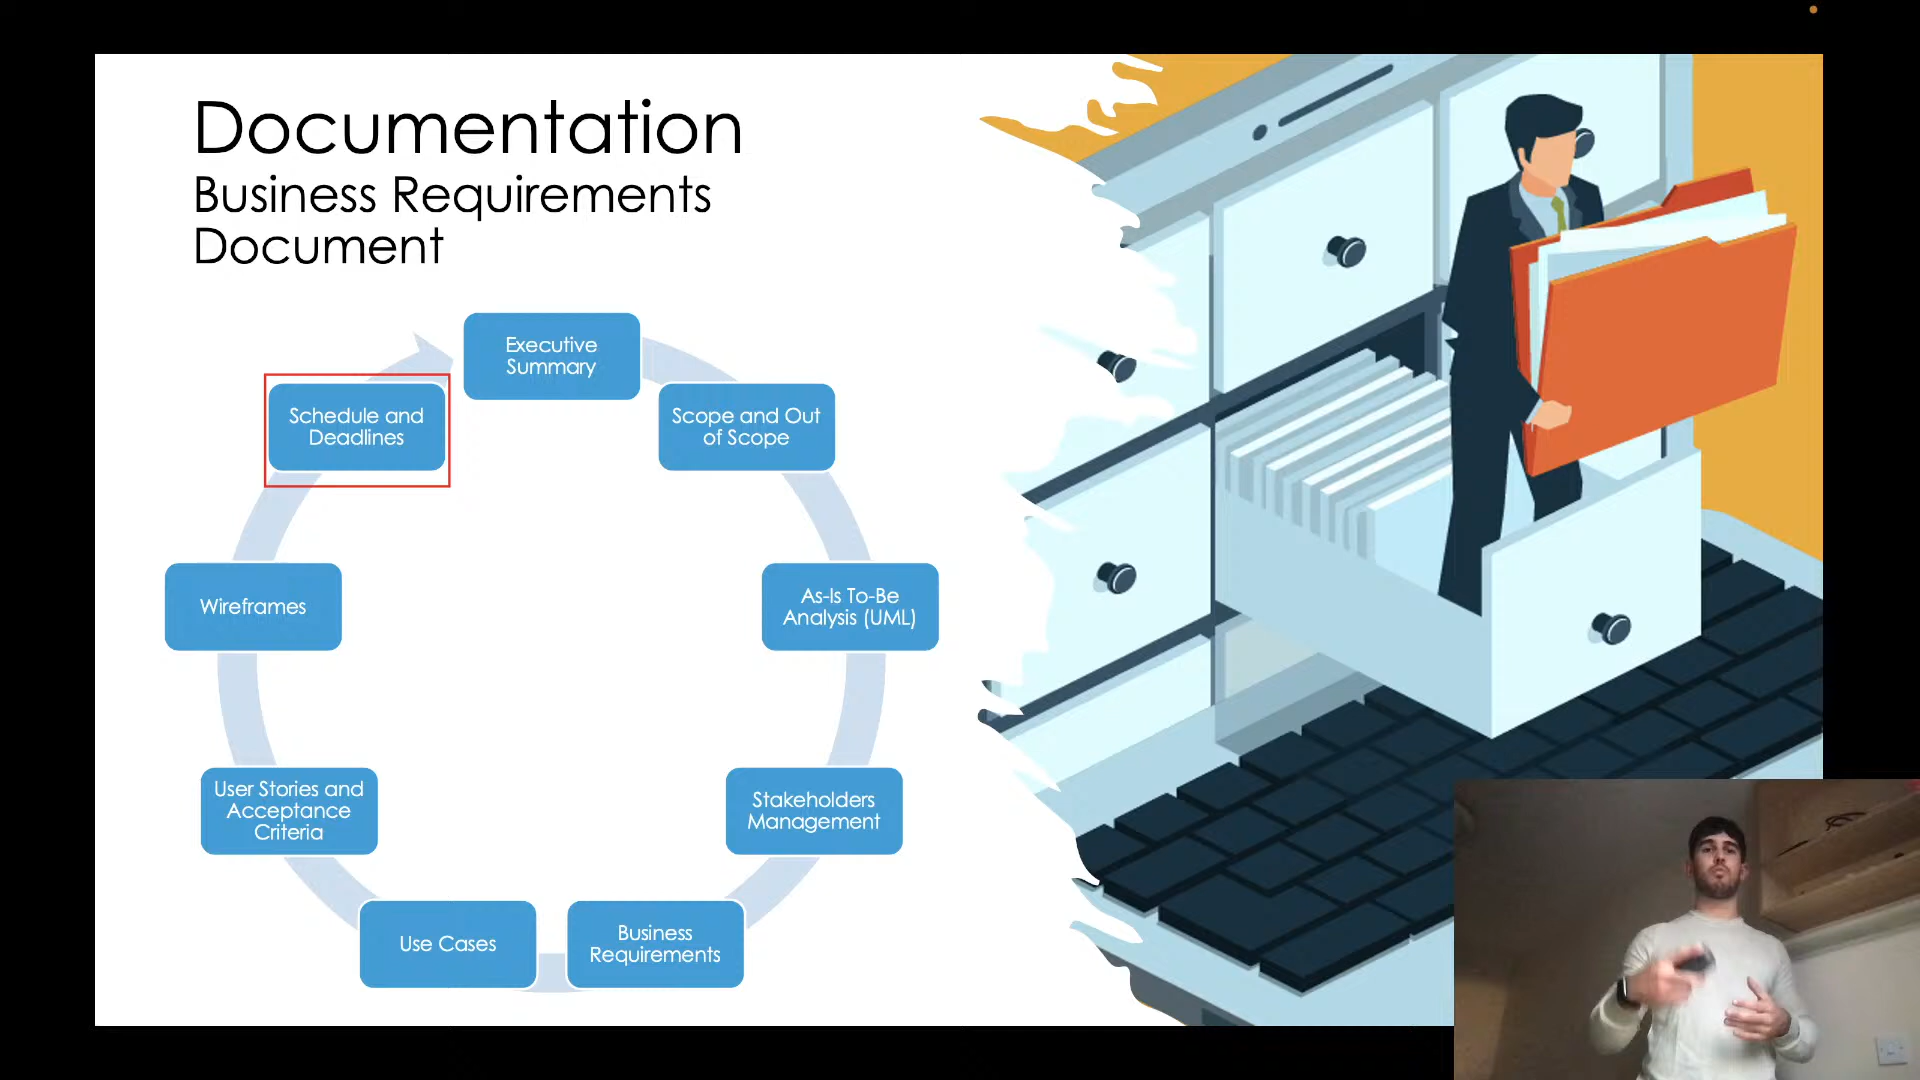 Documentation
Business Requirements
Document
Executive
Summary
Scope and Out
of Scope
As-Is To-Be
Analysis (UML)
Stakeholders
Management
Business
Requirements
Use Cases
User Stories and
Acceptance
Criteria
Wireframes
Schedule and
Deadlines